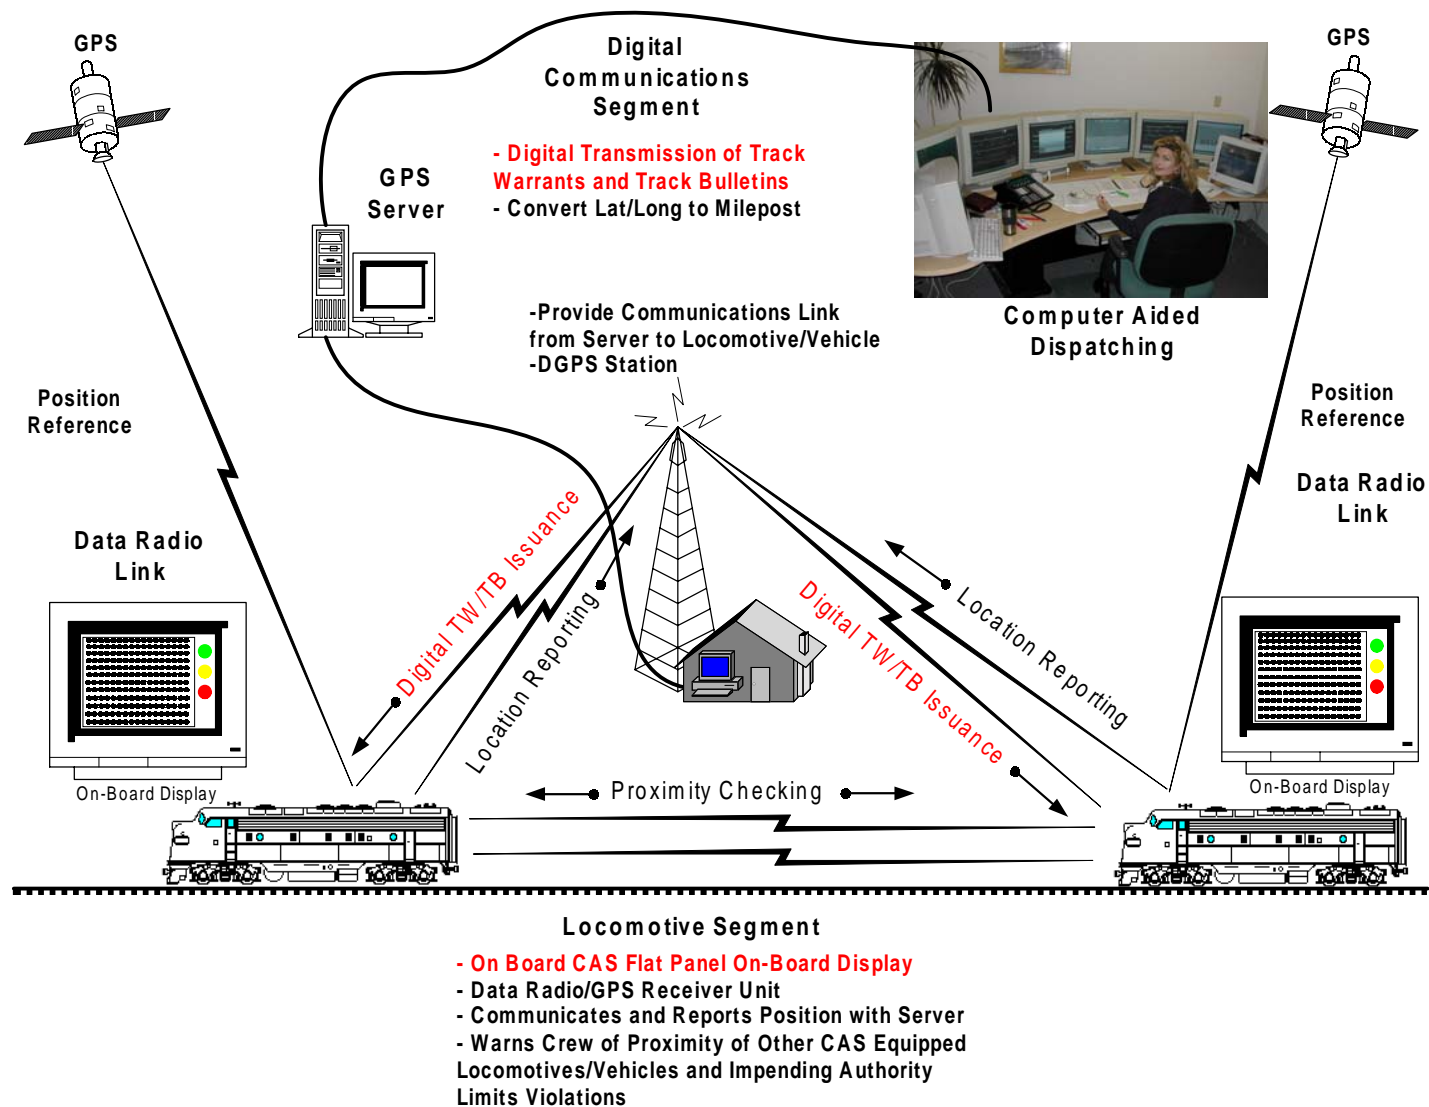 GPS
Digital
Communications
Segment
GPS
- Digital Transmission of Track
Warrants and Track Bulletins
- Convert Lat/Long to Milepost
GPS
Server
-Provide Communications Link
from Server to Locomotive/Vehicle
-DGPS Station
Computer Aided
Dispatching
Position
Reference
Position
Reference
Data Radio
Link
Data Radio
Link
Digital TW/TB Issuance
Location Reporting
Digital TW/TB Issuance
Location Reporting
On-Board Display
Proximity Checking
On-Board Display
Locomotive Segment
- On Board CAS Flat Panel On-Board Display
- Data Radio/GPS Receiver Unit
- Communicates and Reports Position with Server
- Warns Crew of Proximity of Other CAS Equipped
Locomotives/Vehicles and Impending Authority
Limits Violations